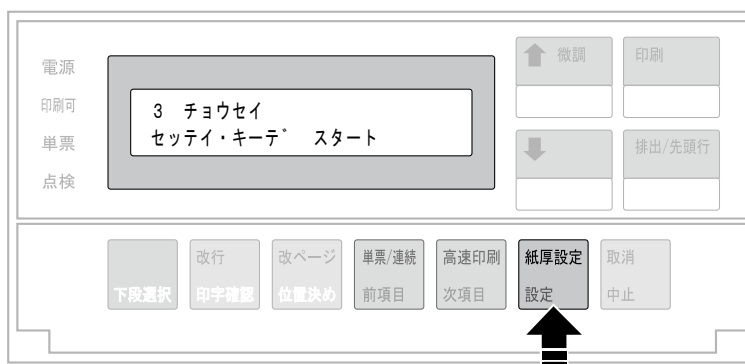 電源
印刷可
単票
点検
3 チョウセイ
セッテイ・キーデ゛ スタート
微調
印刷
排出/先頭行
下段選択
改行
印字確認
改ページ
位置決め
単票/連続
前項目
高速印刷
次項目
紙厚設定
設定
取消
中止